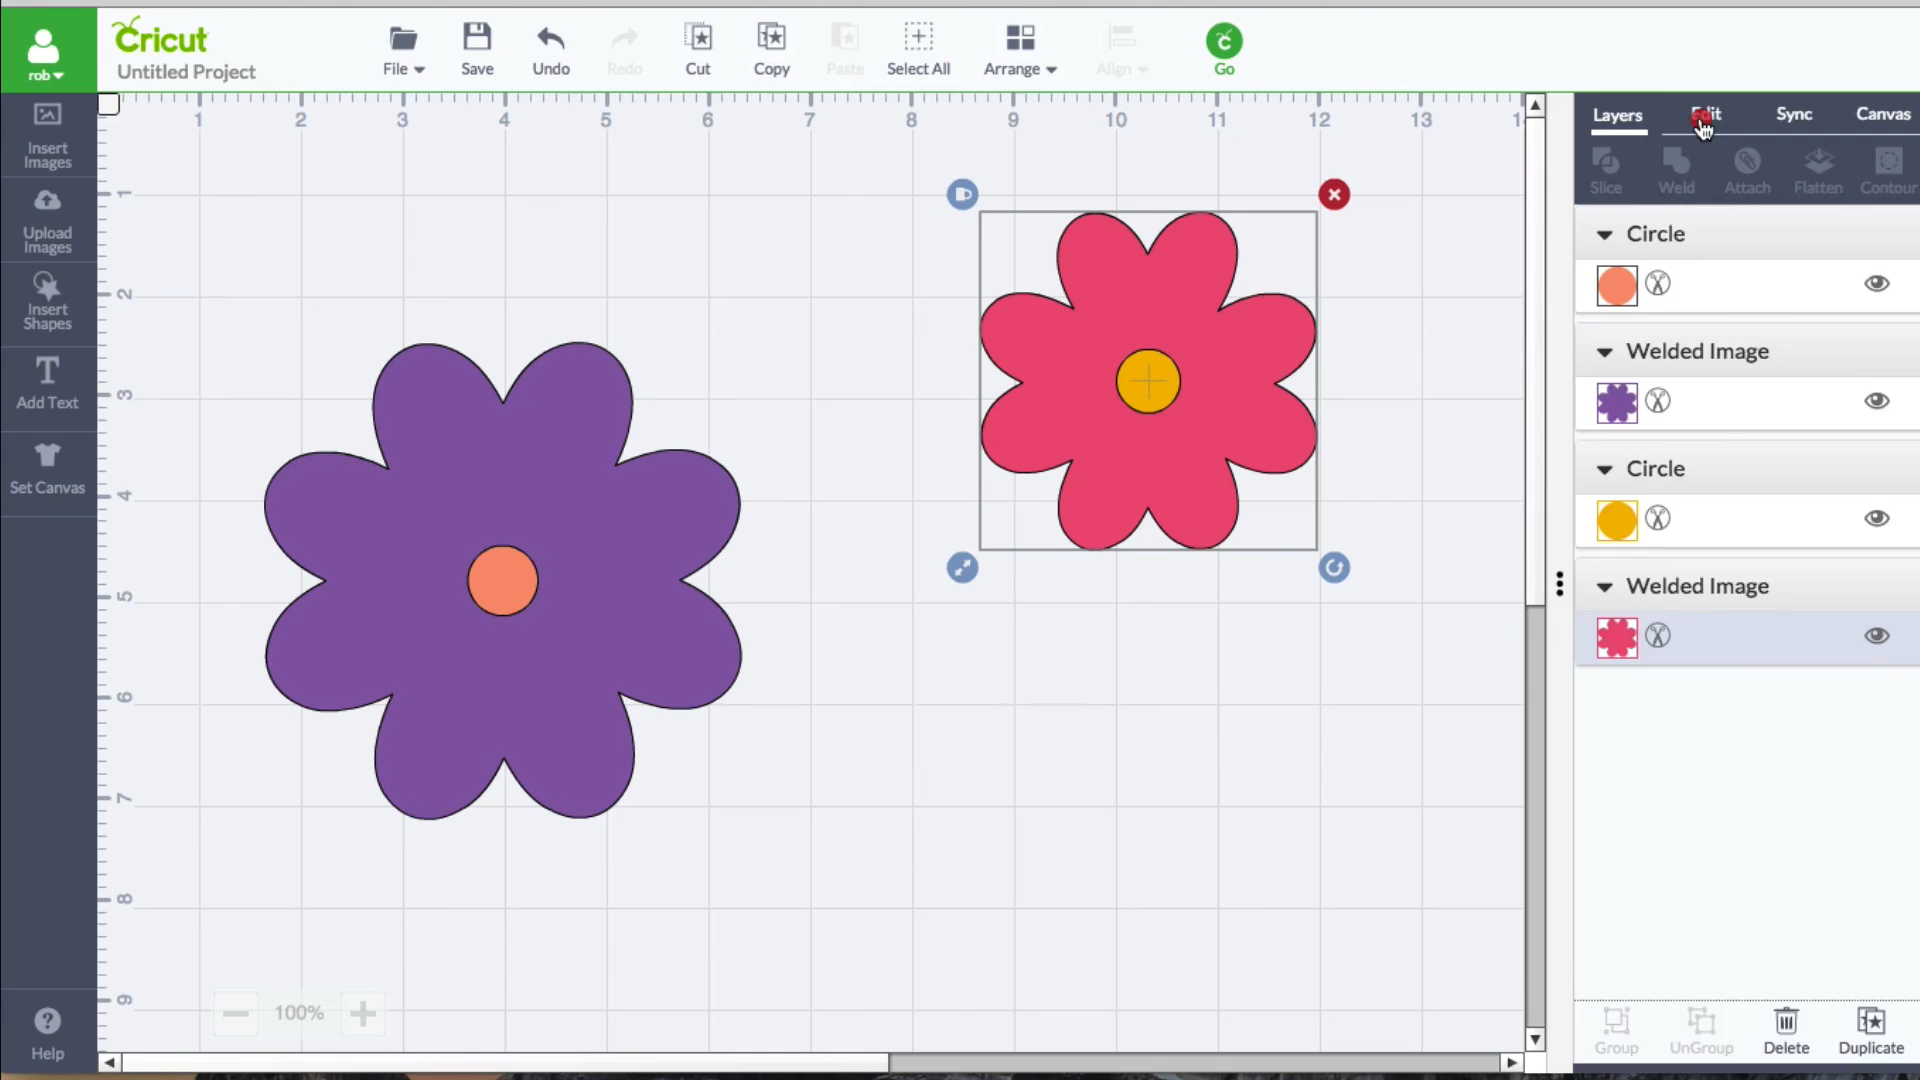 Cricut
Untitled Project
rob
File
Save
Undo
Redo
Cut
Copy
Paste
Select All
Arrange
Align
Go
Insert
Images
Upload
Images
Insert
Shapes
Add Text
Set Canvas
Help
1 2 3 4 5 6 7 8 9 10 11 12 13
1
2
3
4
5
6
7
8
9
100%
Layers
Edit
Sync
Canvas
Slice
Weld
Attach
Flatten
Contour
Circle
Welded Image
Circle
Welded Image
Group
UnGroup
Delete
Duplicate